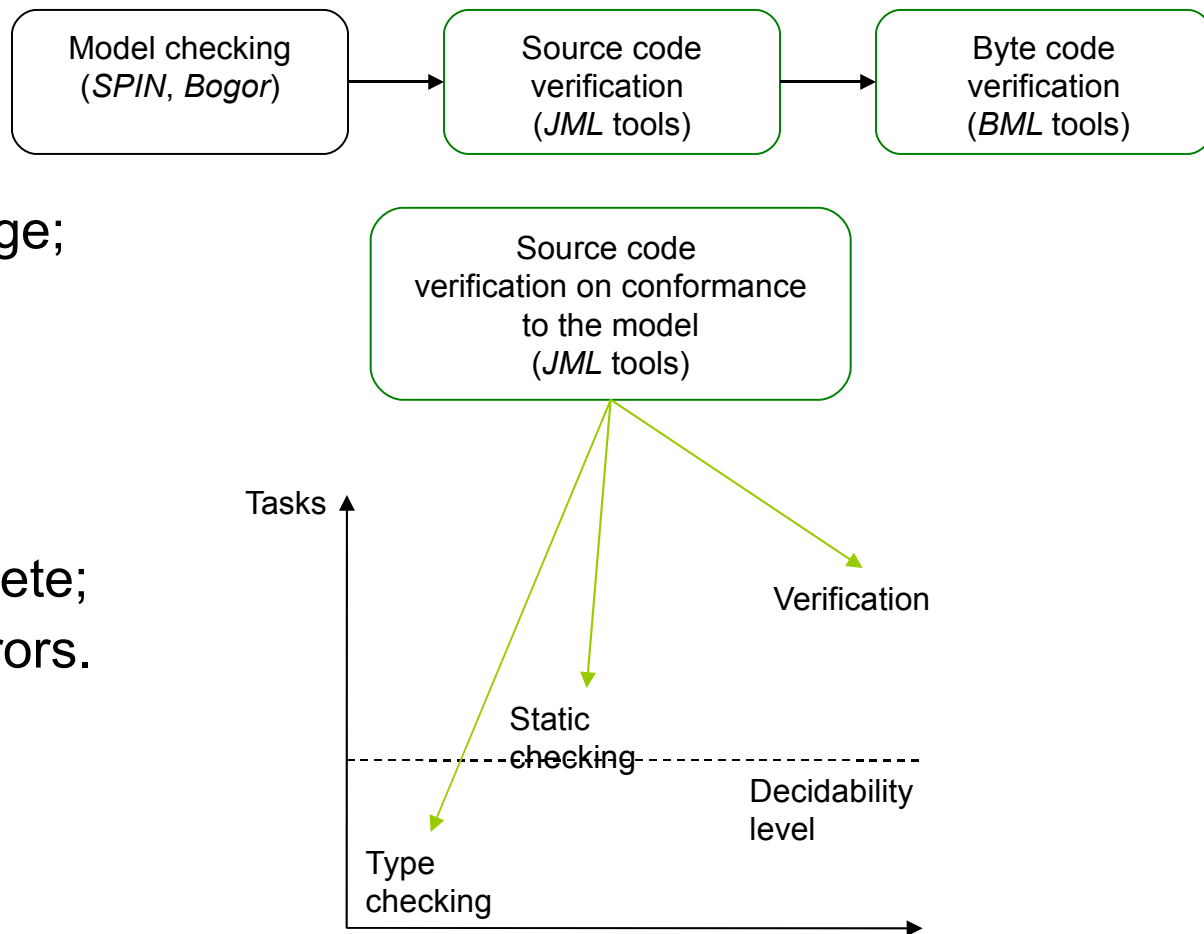 Model checking
(SPIN, Bogor)
Source code
verification
(JML tools)
Byte code
verification
(BML tools)
ge;
Source code
verification on conformance
to the model
(JML tools)
Tasks
ete;
rors.
Verification
Static
checking
Decidability
level
Type
checking